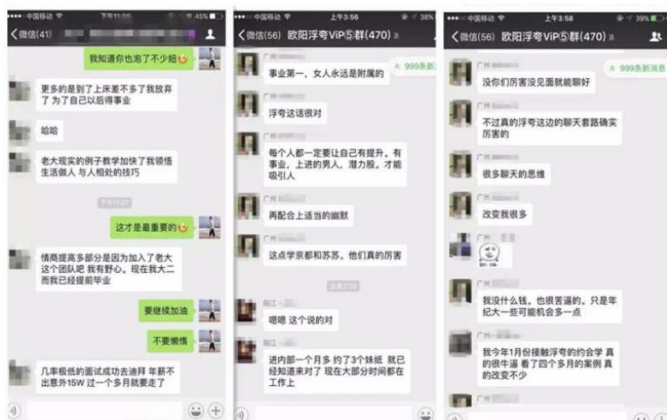 中国移动
下午11:08
45%
微信(41)
我知道你也泡了不少妞
更多的是到了上床差不多了我放弃
了 为了自己以后得事业
哈哈
老大现实的例子教学加快了我领悟
生活做人 与人相处的技巧
这才是最重要的
情商提高多部分是因为加入了老大
这个团队吧 我有野心。现在我大二
而我已经提前毕业
要继续加油
不要懒惰
几率极低的面试成功去迪拜 年薪不
出意外15W 过一个多月就要走了
中国移动
上午3:56
38%
微信(56)
欧阳浮夸ViP⑤群(470)
999条新
广州
事业第一、女人永远是附属的
广州
浮夸这话很对
广州
每个人都一定要让自己有提升。有
事业、上进的男人、潜力股。才能
吸引人
广州
再配合上适当的幽默
广州
这点学京都和苏苏。他们真的厉害
阳江
嗯嗯 这个说的对
阳江
进内部一个月多 约了3个妹纸 就已
经知道来对了 现在大部分时间都在
工作上
中国移动
上午3:58
39%
微信(56)
欧阳浮夸ViP⑤群(470)
999条新消息
广州
没你们厉害没见面就能聊好
广州
不过真的浮夸这边的聊天套路确实
厉害的
广州
很多聊天的思维
广州
改变我很多
广州
广州
我没什么钱。也很苦逼的。只是年
纪大一些可能机会多一点
广州
我今年1月份接触浮夸的约会学 真
的很牛逼 看了四个多月的案例 真
的改变不少
广州